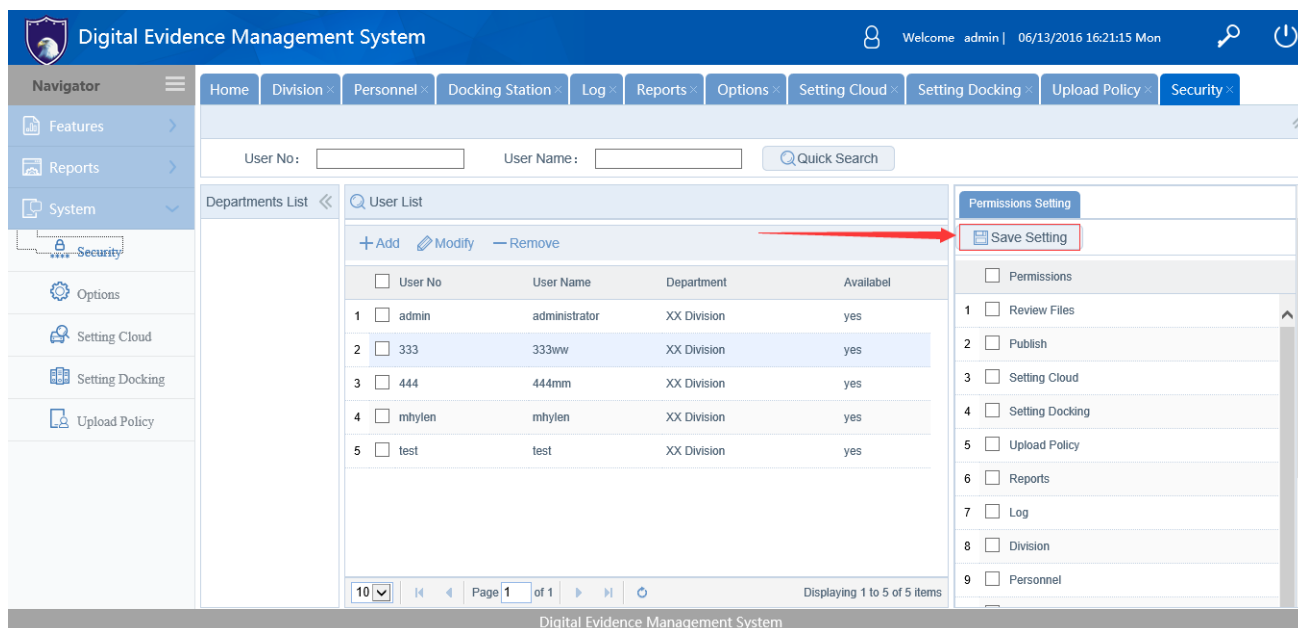 Digital Evidence Management System
Welcome admin | 06/13/2016 16:21:15 Mon
Navigator
Home Division× Personnel× Docking Station× Log× Reports× Options× Setting Cloud× Setting Docking× Upload Policy× Security×
Features
Reports
System
Security
Options
Setting Cloud
Setting Docking
Upload Policy
User No: User Name: Quick Search
Departments List
User List
Add Modify Remove
User No User Name Department Availabel
1 admin administrator XX Division yes
2 333 333ww XX Division yes
3 444 444mm XX Division yes
4 mhylen mhylen XX Division yes
5 test test XX Division yes
10 Page 1 of 1 Displaying 1 to 5 of 5 items
Permissions Setting
Save Setting
Permissions
1 Review Files
2 Publish
3 Setting Cloud
4 Setting Docking
5 Upload Policy
6 Reports
7 Log
8 Division
9 Personnel
Digital Evidence Management System